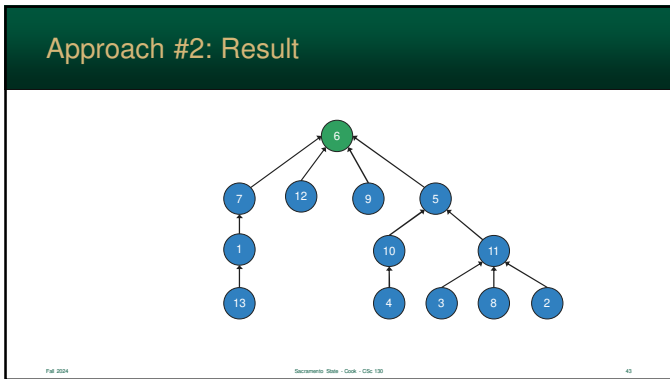 Approach #2: Result
6
7 12 9 5
1 10 11
13 4 3 8 2
Fall 2024 Sacramento State - Cook - CSc 130 43